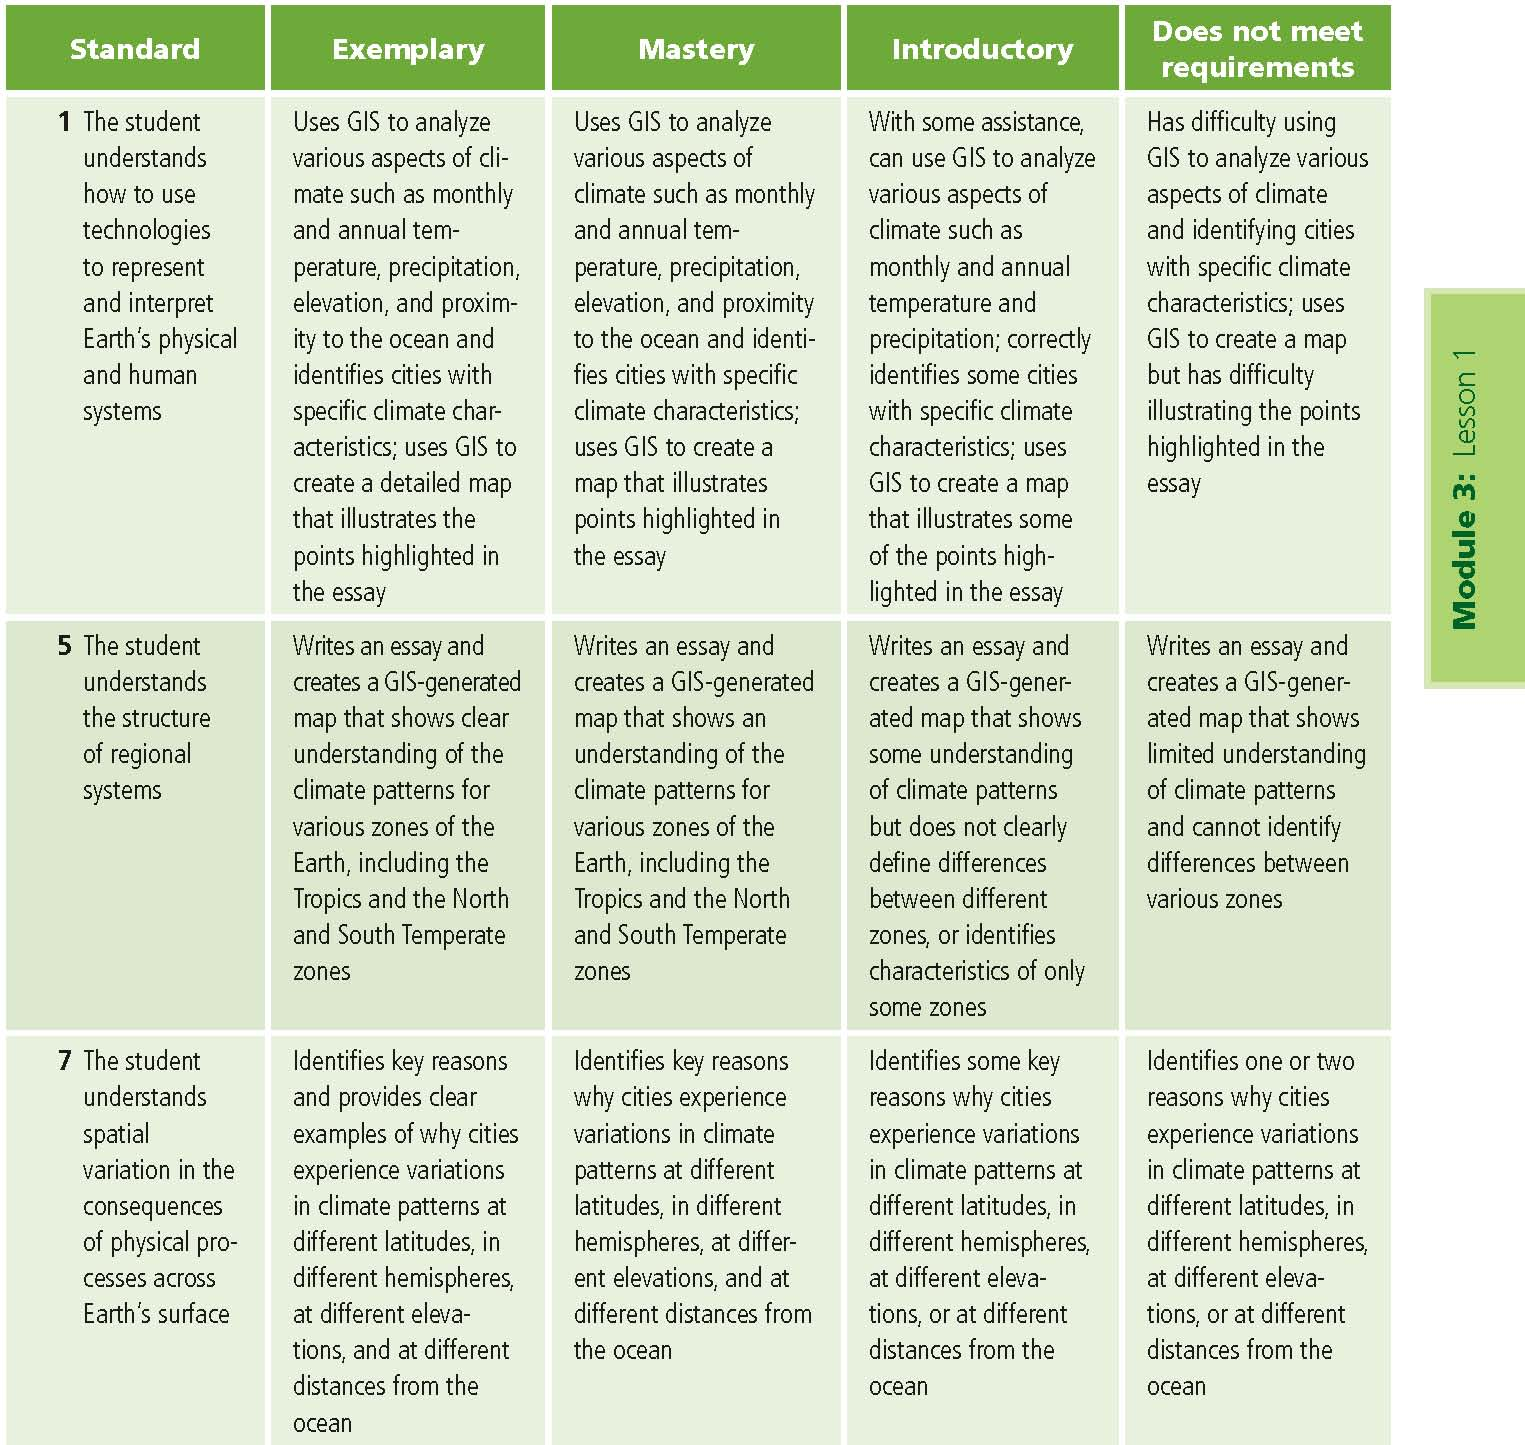 Standard
Exemplary
Mastery
Introductory
Does not meet
requirements
1 The student
understands
how to use
technologies
to represent
and interpret
Earth’s physical
and human
systems
Uses GIS to analyze
various aspects of cli-
mate such as monthly
and annual tem-
perature, precipitation,
elevation, and proxim-
ity to the ocean and
identifies cities with
specific climate char-
acteristics; uses GIS to
create a detailed map
that illustrates the
points highlighted in
the essay
Uses GIS to analyze
various aspects of
climate such as monthly
and annual tem-
perature, precipitation,
elevation, and proximity
to the ocean and identi-
fies cities with specific
climate characteristics;
uses GIS to create a
map that illustrates
points highlighted in
the essay
With some assistance,
can use GIS to analyze
various aspects of
climate such as
monthly and annual
temperature and
precipitation; correctly
identifies some cities
with specific climate
characteristics; uses
GIS to create a map
that illustrates some
of the points high-
lighted in the essay
Has difficulty using
GIS to analyze various
aspects of climate
and identifying cities
with specific climate
characteristics; uses
GIS to create a map
but has difficulty
illustrating the points
highlighted in the
essay
5 The student
understands
the structure
of regional
systems
Writes an essay and
creates a GIS-generated
map that shows clear
understanding of the
climate patterns for
various zones of the
Earth, including the
Tropics and the North
and South Temperate
zones
Writes an essay and
creates a GIS-generated
map that shows an
understanding of the
climate patterns for
various zones of the
Earth, including the
Tropics and the North
and South Temperate
zones
Writes an essay and
creates a GIS-gener-
ated map that shows
some understanding
of climate patterns
but does not clearly
define differences
between different
zones, or identifies
characteristics of only
some zones
Writes an essay and
creates a GIS-gener-
ated map that shows
limited understanding
of climate patterns
and cannot identify
differences between
various zones
7 The student
understands
spatial
variation in the
consequences
of physical pro-
cesses across
Earth’s surface
Identifies key reasons
and provides clear
examples of why cities
experience variations
in climate patterns at
different latitudes, in
different hemispheres,
at different eleva-
tions, and at different
distances from the
ocean
Identifies key reasons
why cities experience
variations in climate
patterns at different
latitudes, in different
hemispheres, at differ-
ent elevations, and at
different distances from
the ocean
Identifies some key
reasons why cities
experience variations
in climate patterns at
different latitudes, in
different hemispheres,
at different eleva-
tions, or at different
distances from the
ocean
Identifies one or two
reasons why cities
experience variations
in climate patterns at
different latitudes, in
different hemispheres,
at different eleva-
tions, or at different
distances from the
ocean
Module 3: Lesson 1